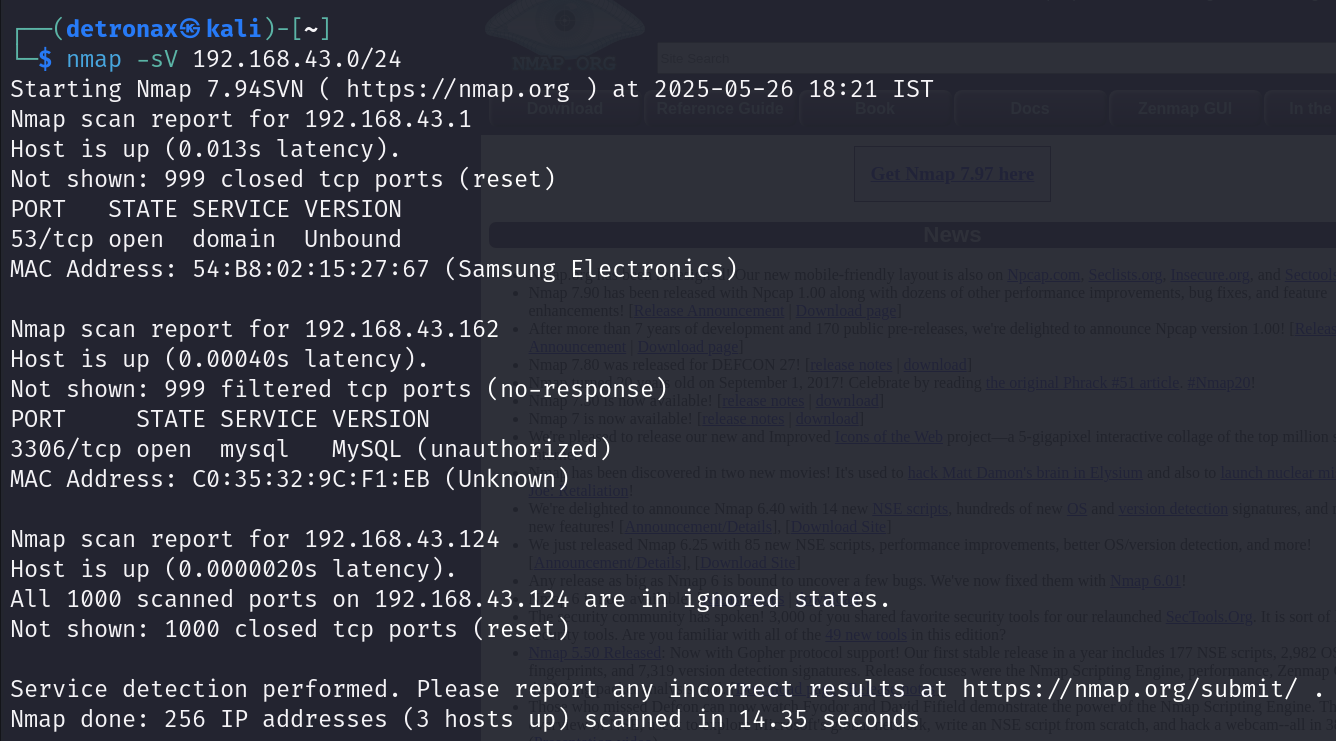 ┌──(detronax㉿kali)-[~]
└─$ nmap -sV 192.168.43.0/24
Starting Nmap 7.94SVN ( https://nmap.org ) at 2025-05-26 18:21 IST
Nmap scan report for 192.168.43.1
Host is up (0.013s latency).
Not shown: 999 closed tcp ports (reset)
PORT   STATE SERVICE VERSION
53/tcp open  domain  Unbound
MAC Address: 54:B8:02:15:27:67 (Samsung Electronics)

Nmap scan report for 192.168.43.162
Host is up (0.00040s latency).
Not shown: 999 filtered tcp ports (no-response)
PORT     STATE SERVICE VERSION
3306/tcp open  mysql   MySQL (unauthorized)
MAC Address: C0:35:32:9C:F1:EB (Unknown)

Nmap scan report for 192.168.43.124
Host is up (0.0000020s latency).
All 1000 scanned ports on 192.168.43.124 are in ignored states.
Not shown: 1000 closed tcp ports (reset)

Service detection performed. Please report any incorrect results at https://nmap.org/submit/ .
Nmap done: 256 IP addresses (3 hosts up) scanned in 14.35 seconds
NMAP.ORG
Site Search
Download
Reference Guide
Book
Docs
Zenmap GUI
In the
Get Nmap 7.97 here
News
Our new mobile-friendly layout is also on Npcap.com, Seclists.org, Insecure.org, and
Nmap 7.90 has been released with Npcap 1.00 along with dozens of other performance improvements, bug fixes, and feature
enhancements! [Release Announcement | Download page]
After more than 7 years of development and 170 public pre-releases, we're delighted to announce Npcap version 1.00!
Announcement | Download page]
Nmap 7.80 was released for DEFCON 27! [release notes | download]
old on September 1, 2017! Celebrate by reading the original Phrack #51 article. #Nmap20!
is now available! [release notes | download]
Nmap 7 is now available! [release notes | download]
We're pleased to release our new and Improved Icons of the Web project—a 5-gigapixel interactive collage of the top million
Nmap has been discovered in two new movies! It's used to hack Matt Damon's brain in Elysium and also to launch nuclear
Joe: Retaliation!
We're delighted to announce Nmap 6.40 with 14 new NSE scripts, hundreds of new OS and version detection signatures, and
new features! [Announcement/Details], [Download Site]
We just released Nmap 6.25 with 85 new NSE scripts, performance improvements, better OS/version detection, and more!
[Announcement/Details], [Download Site]
Any release as big as Nmap 6 is bound to uncover a few bugs. We've now fixed them with Nmap 6.01!
The security community has spoken! 3,000 of you shared favorite security tools for our relaunched SecTools.Org. It is sort of
tools. Are you familiar with all of the 49 new tools in this edition?
Nmap 5.50 Released: Now with Gopher protocol support! Our first stable release in a year includes 177 NSE scripts, 2,982
fingerprints, and 7,319 version detection signatures. Release focuses were the Nmap Scripting Engine, performance, Zenmap
Those who missed Defcon can now watch Fyodor and David Fifield demonstrate the power of the Nmap Scripting Engine.
write an NSE script from scratch, and hack a webcam--all in